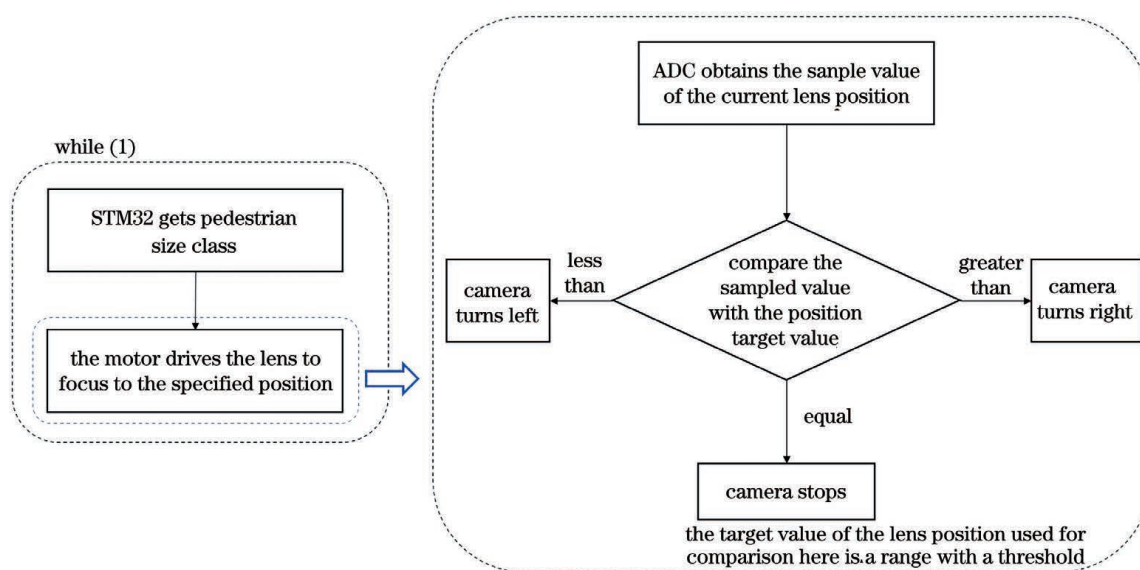 while (1)
STM32 gets pedestrian
size class
the motor drives the lens to
focus to the specified position
ADC obtains the sanple value
of the current lens position
compare the
sampled value
with the position
target value
less
than
camera
turns left
greater
than
camera
turns right
equal
camera stops
the target value of the lens position used for
comparison here is.a range with a threshold